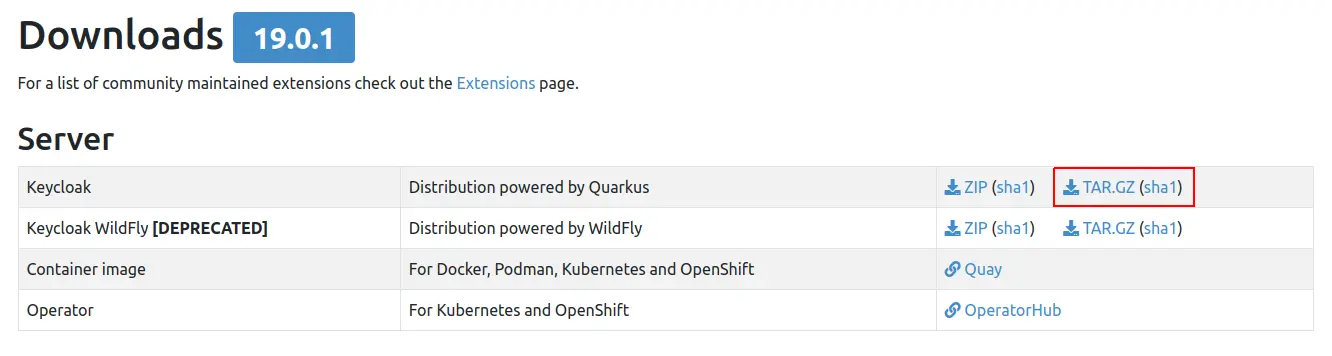 Downloads 19.0.1
For a list of community maintained extensions check out the Extensions page.
Server
Keycloak Distribution powered by Quarkus ZIP (sha1) TAR.GZ (sha1)
Keycloak WildFly [DEPRECATED] Distribution powered by WildFly ZIP (sha1) TAR.GZ (sha1)
Container image For Docker, Podman, Kubernetes and OpenShift Quay
Operator For Kubernetes and OpenShift OperatorHub